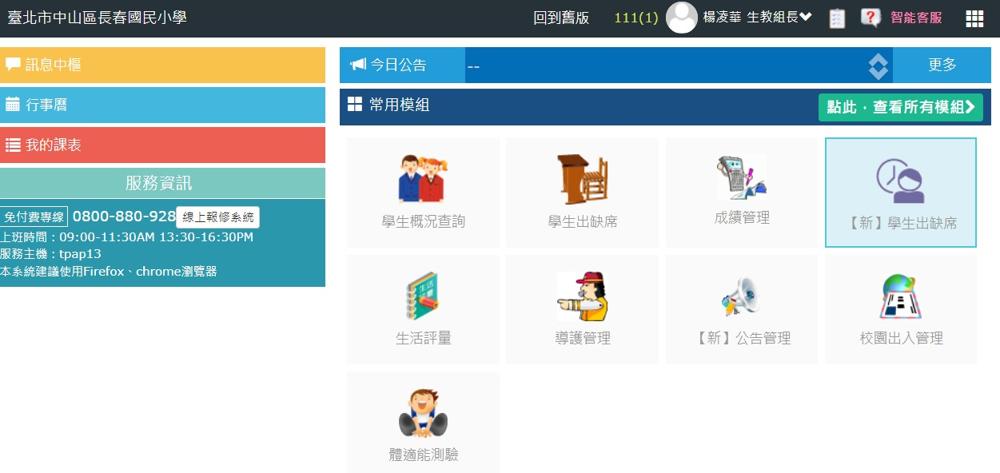 臺北市中山區長春國民小學
回到舊版 111(1) 楊凌華 生教組長 智能客服
訊息中樞
行事曆
我的課表
服務資訊
免付費專線 0800-880-928 線上報修系統
上班時間：09:00-11:30AM 13:30-16:30PM
服務主機：tpap13
本系統建議使用Firefox、chrome瀏覽器
今日公告 -- 更多
常用模組 點此，查看所有模組
學生概況查詢
學生出缺席
成績管理
【新】學生出缺席
生活評量
導護管理
【新】公告管理
校園出入管理
體適能測驗